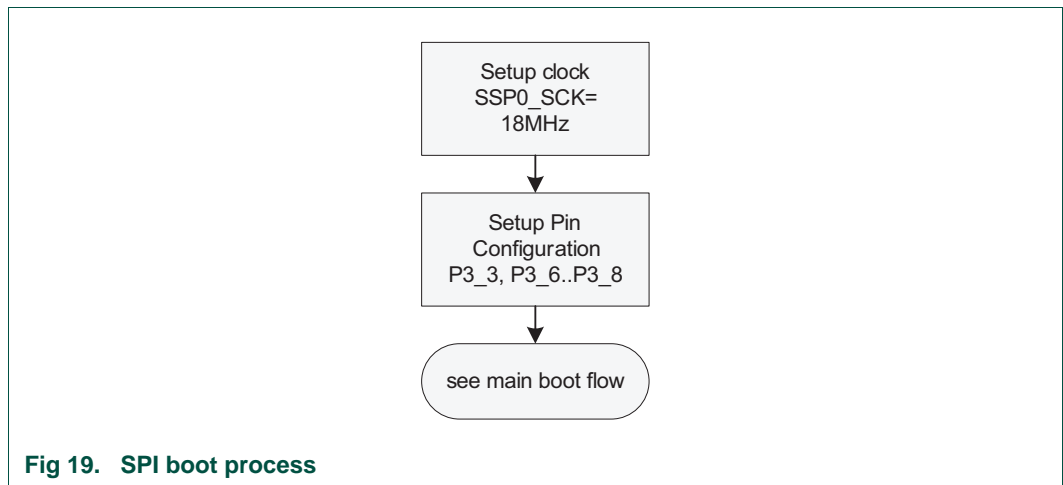 Setup clock
SSP0_SCK=
18MHz
Setup Pin
Configuration
P3_3, P3_6..P3_8
see main boot flow
Fig 19. SPI boot process